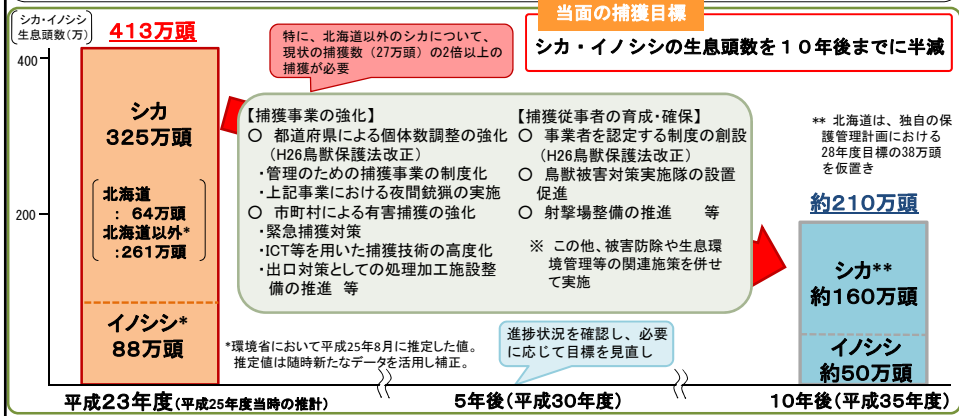 当面の捕獲目標
シカ・イノシシの生息頭数を10年後までに半減
シカ・イノシシ
生息頭数(万)
413万頭
400
200
特に、北海道以外のシカについて、
現状の捕獲数(27万頭)の2倍以上の
捕獲が必要
シカ
325万頭
北海道
:64万頭
北海道以外*
:261万頭
イノシシ*
88万頭
【捕獲事業の強化】
○ 都道府県による個体数調整の強化
(H26鳥獣保護法改正)
・管理のための捕獲事業の制度化
・上記事業における夜間銃猟の実施
○ 市町村による有害捕獲の強化
・緊急捕獲対策
・ICT等を用いた捕獲技術の高度化
・出口対策としての処理加工施設整
備の推進 等
【捕獲従事者の育成・確保】
○ 事業者を認定する制度の創設
(H26鳥獣保護法改正)
○ 鳥獣被害対策実施隊の設置
促進
○ 射撃場整備の推進 等
※ この他、被害防除や生息環
境管理等の関連施策を併せ
て実施
** 北海道は、独自の保
護管理計画における
28年度目標の38万頭
を仮置き
約210万頭
シカ**
約160万頭
イノシシ
約50万頭
*環境省において平成25年8月に推定した値。
推定値は随時新たなデータを活用し補正。
進捗状況を確認し、必要
に応じて目標を見直し
平成23年度(平成25年度当時の推計)
5年後(平成30年度)
10年後(平成35年度)